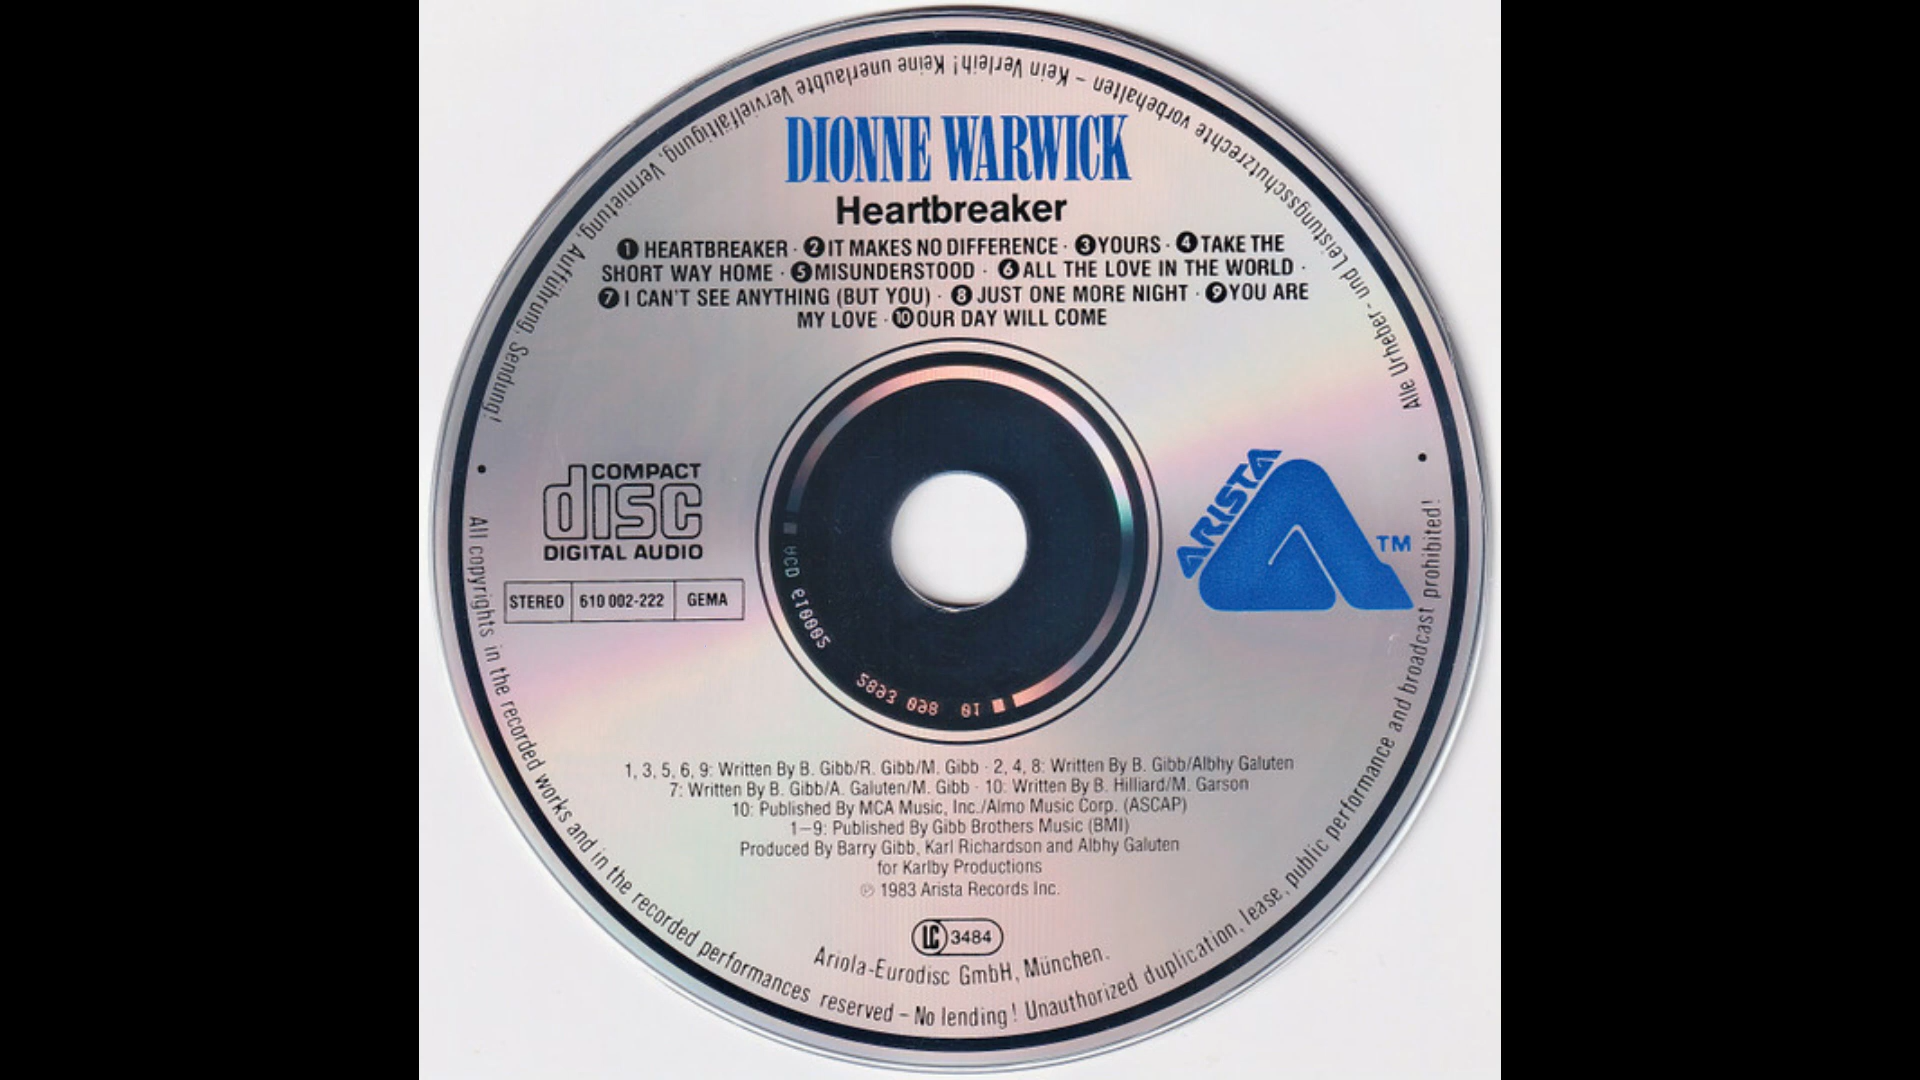 Alle Urheber- und Leistungsschutzrechte vorbehalten – Kein Verleih! Keine unerlaubte Vervielfältigung, Vermietung, Aufführung, Sendung!
DIONNE WARWICK
Heartbreaker
1 HEARTBREAKER · 2 IT MAKES NO DIFFERENCE · 3 YOURS · 4 TAKE THE
SHORT WAY HOME · 5 MISUNDERSTOOD · 6 ALL THE LOVE IN THE WORLD ·
7 I CAN'T SEE ANYTHING (BUT YOU) · 8 JUST ONE MORE NIGHT · 9 YOU ARE
MY LOVE · 10 OUR DAY WILL COME
COMPACT
disc
DIGITAL AUDIO
STEREO 610 002-222 GEMA
ARISTA
TM
1, 3, 5, 6, 9: Written By B. Gibb/R. Gibb/M. Gibb · 2, 4, 8: Written By B. Gibb/Albhy Galuten
7: Written By B. Gibb/A. Galuten/M. Gibb · 10: Written By B. Hilliard/M. Garson
10: Published By MCA Music, Inc./Almo Music Corp. (ASCAP)
1–9: Published By Gibb Brothers Music (BMI)
Produced By Barry Gibb, Karl Richardson and Albhy Galuten
for Karlby Productions
℗ 1983 Arista Records Inc.
LC 3484
Ariola-Eurodisc GmbH, München.
All copyrights in the recorded works and in the recorded performances reserved – No lending! Unauthorized duplication, lease, public performance and broadcast prohibited!